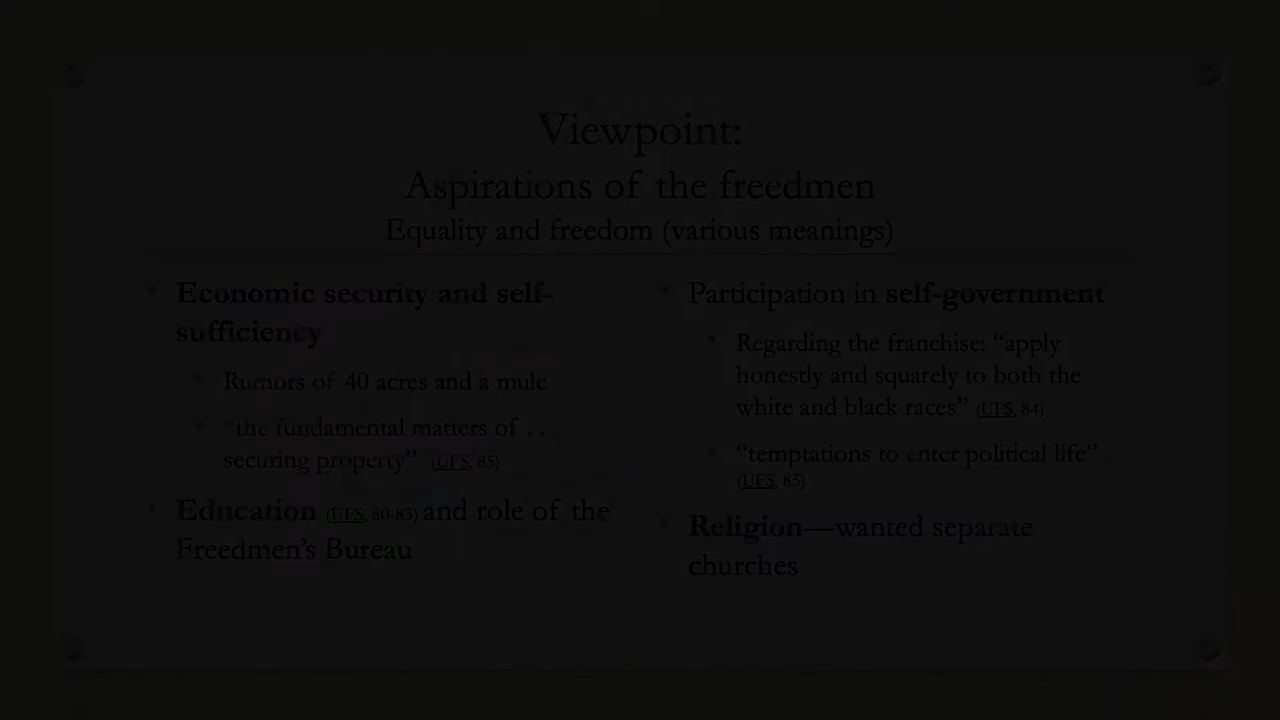 Viewpoint:
Aspirations of the freedmen
Equality and freedom (various meanings)
Economic security and self-
sufficiency
Rumors of 40 acres and a mule
“the fundamental matters of . . .
securing property” (UFS, 85)
Education (UFS, 80-83) and role of the
Freedmen’s Bureau
Participation in self-government
Regarding the franchise: “apply
honestly and squarely to both the
white and black races” (UFS, 84)
“temptations to enter political life”
(UFS, 85)
Religion—wanted separate
churches